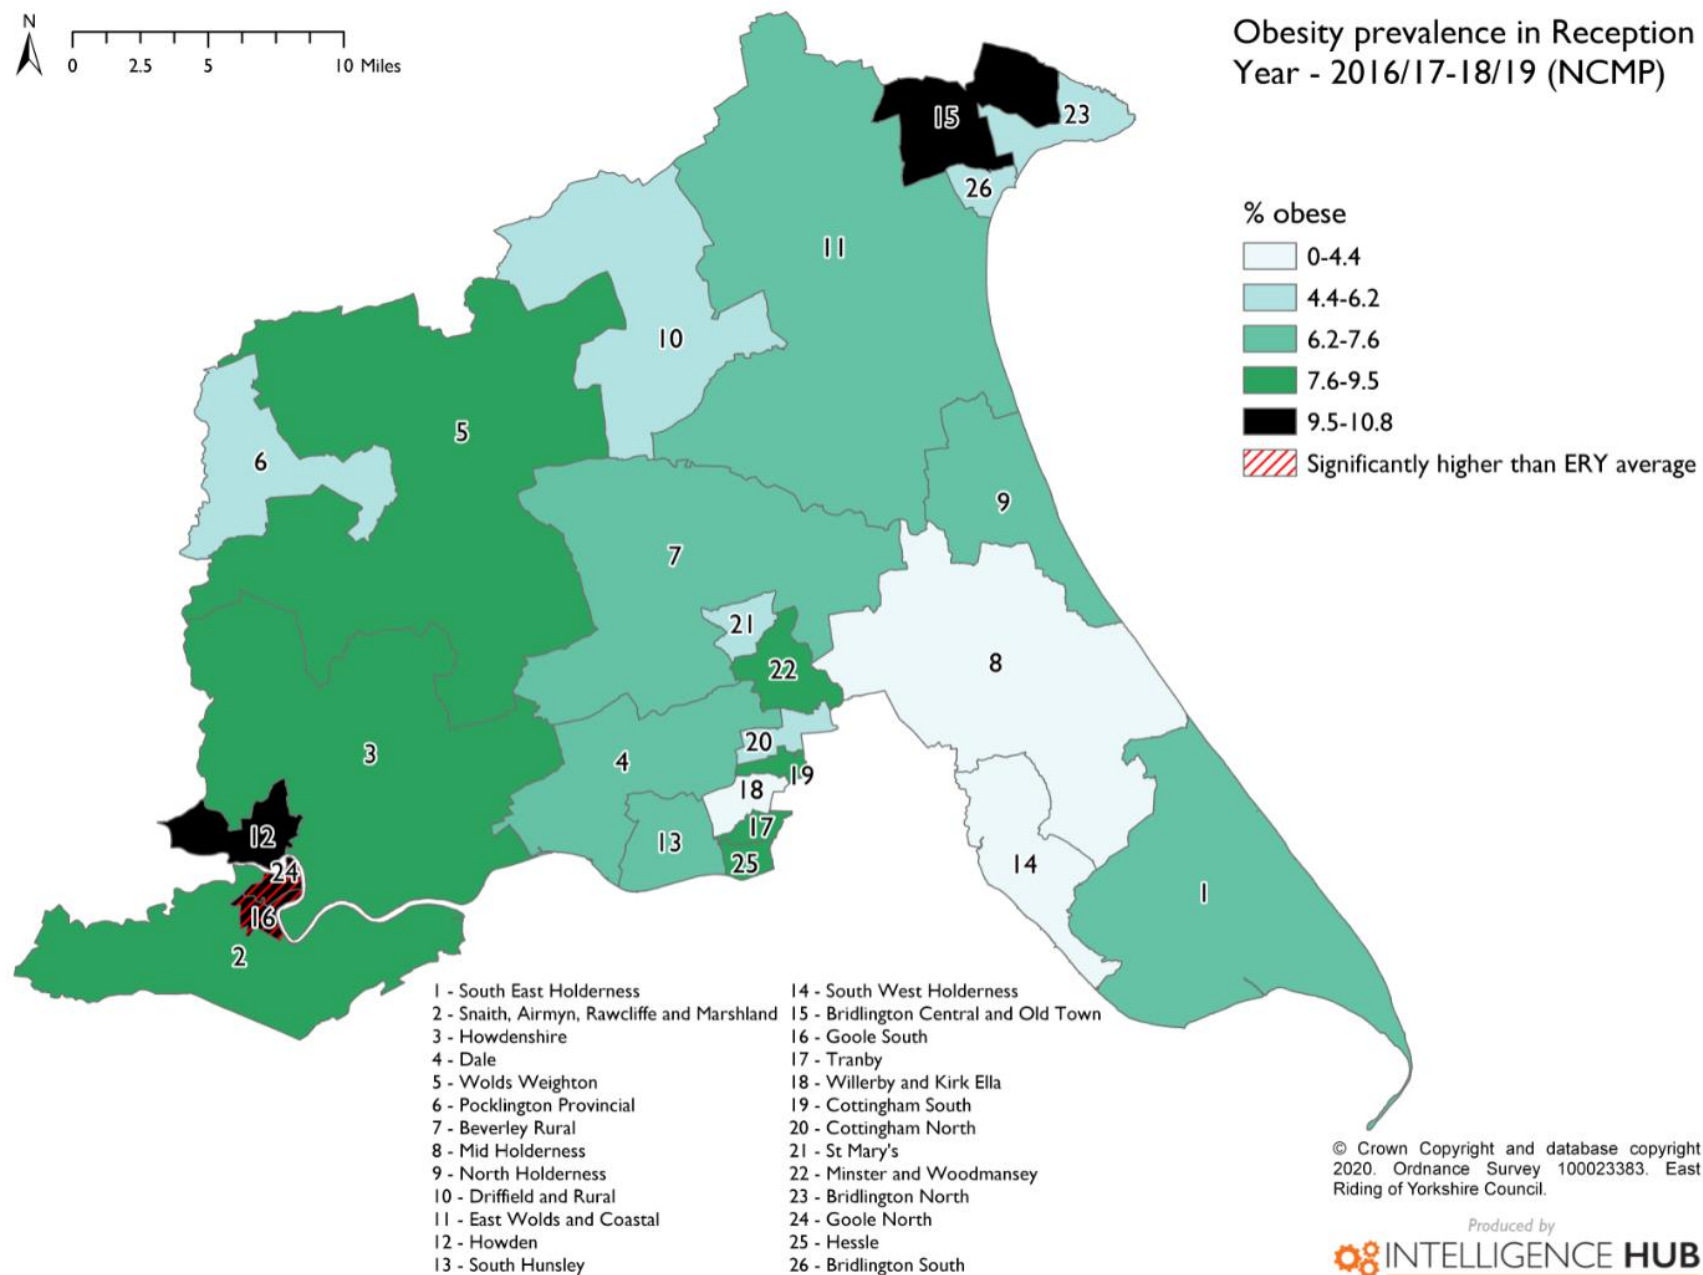 N
0 2.5 5 10 Miles
Obesity prevalence in Reception
Year - 2016/17-18/19 (NCMP)
% obese
0-4.4
4.4-6.2
6.2-7.6
7.6-9.5
9.5-10.8
Significantly higher than ERY average
15
23
26
11
10
5
6
9
7
21
22
8
3
4
20
19
18
17
13
25
12
24
14
16
1
2
1 - South East Holderness
2 - Snaith, Airmyn, Rawcliffe and Marshland
3 - Howdenshire
4 - Dale
5 - Wolds Weighton
6 - Pocklington Provincial
7 - Beverley Rural
8 - Mid Holderness
9 - North Holderness
10 - Driffield and Rural
11 - East Wolds and Coastal
12 - Howden
13 - South Hunsley
14 - South West Holderness
15 - Bridlington Central and Old Town
16 - Goole South
17 - Tranby
18 - Willerby and Kirk Ella
19 - Cottingham South
20 - Cottingham North
21 - St Mary's
22 - Minster and Woodmansey
23 - Bridlington North
24 - Goole North
25 - Hessle
26 - Bridlington South
© Crown Copyright and database copyright
2020. Ordnance Survey 100023383. East
Riding of Yorkshire Council.
Produced by
INTELLIGENCE HUB